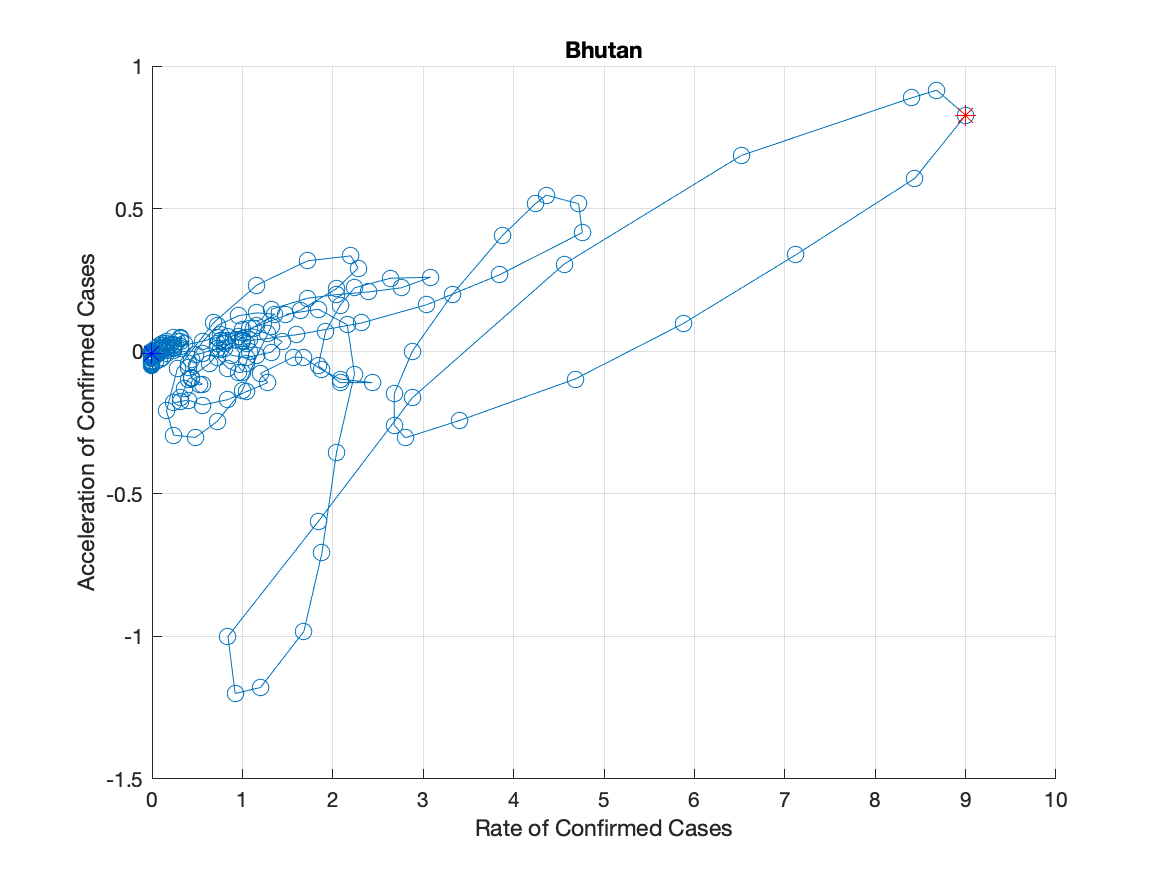 Bhutan
1
0.5
0
-0.5
-1
-1.5
Acceleration of Confirmed Cases
0 1 2 3 4 5 6 7 8 9 10
Rate of Confirmed Cases